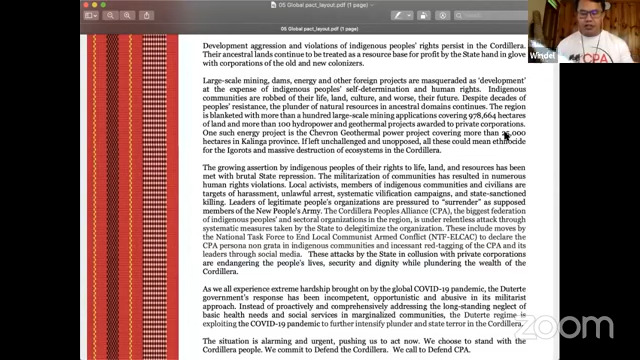 05 Global pact_layout.pdf (1 page)
05 Global pact_layout.pdf (1 page)
Windel
CPA
Development aggression and violations of indigenous peoples' rights persist in the Cordillera.
Their ancestral lands continue to be treated as a resource base for profit by the State hand in glove
with corporations of the old and new colonizers.
Large-scale mining, dams, energy and other foreign projects are masqueraded as 'development'
at the expense of indigenous peoples' self-determination and human rights. Indigenous
communities are robbed of their life, land, culture, and worse, their future. Despite decades of
peoples' resistance, the plunder of natural resources in ancestral domains continues. The region
is blanketed with more than a hundred large-scale mining applications covering 978,664 hectares
of land and more than 100 hydropower and geothermal projects awarded to private corporations.
One such energy project is the Chevron Geothermal power project covering more than
hectares in Kalinga province. If left unchecked and unopposed, all these could mean ethnocide
for the Igorots and massive destruction of ecosystems in the Cordillera.
The growing assertion by indigenous peoples of their rights to life, land, and resources has been
met with brutal State repression. The militarization of communities has resulted in numerous
human rights violations. Local activists, members of indigenous communities and civilians are
targets of harassment, unlawful arrest, systematic vilification campaigns, and state-sanctioned
killing. Leaders of legitimate people's organizations are pressured to "surrender" as supposed
members of the New People's Army. The Cordillera Peoples Alliance (CPA), the biggest federation
of indigenous peoples' and sectoral organizations in the region, is under relentless attack through
systematic measures taken by the State to delegitimize the organization. These include moves by
the National Task Force to End Local Communist Armed Conflict (NTF-ELCAC) to declare the
CPA persona non grata in indigenous communities and incessant red-tagging of the CPA and its
leaders through social media. These attacks by the State in collusion with private corporations
are endangering the people's lives, security and dignity while plundering the wealth of the
Cordillera.
As we all experience extreme hardship brought on by the global COVID-19 pandemic, the Duterte
government's response has been incompetent, opportunistic and abusive in its militarist
approach. Instead of proactively and comprehensively addressing the long-standing neglect of
basic health needs and social services in marginalized communities, the Duterte regime is
exploiting the COVID-19 pandemic to further intensify plunder and state terror in the Cordillera.
The situation is alarming and urgent, pushing us to act now. We choose to stand with the
Cordillera people. We commit to Defend the Cordillera. We call to Defend CPA.
zoom